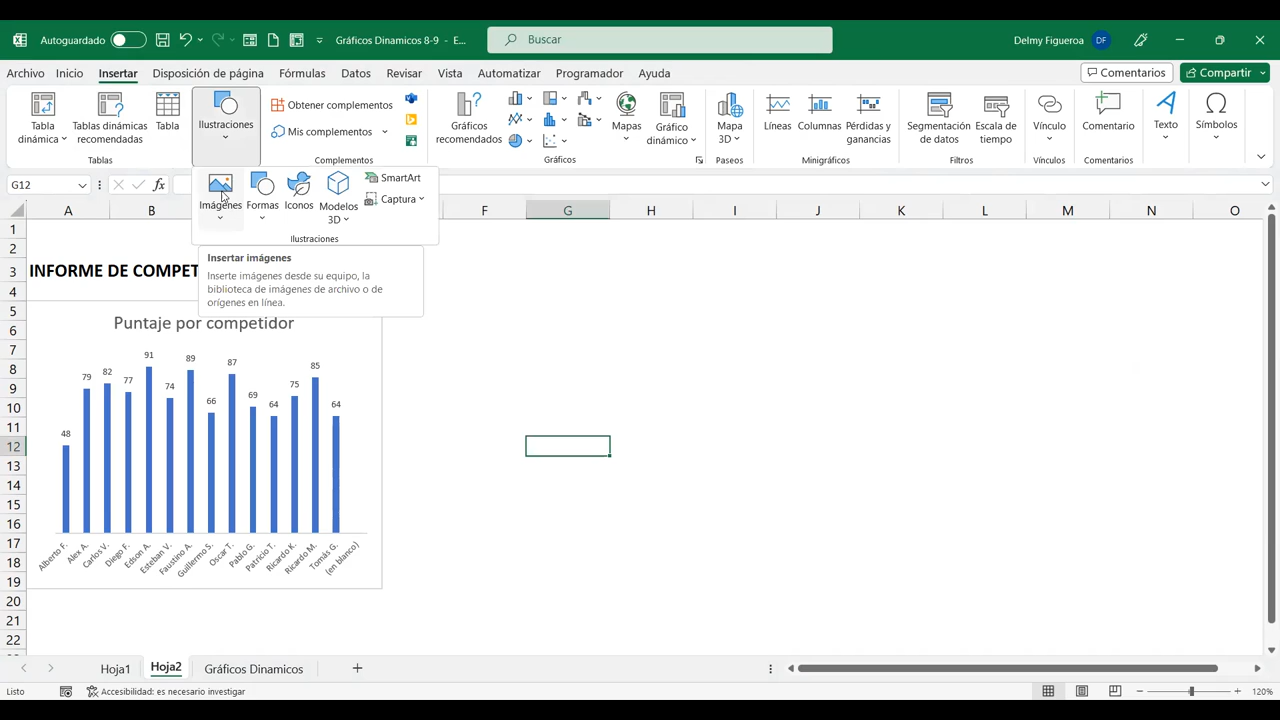 Autoguardado
Gráficos Dinamicos 8-9 - E...
Buscar
Delmy Figueroa
DF
Archivo Inicio Insertar Disposición de página Fórmulas Datos Revisar Vista Automatizar Programador Ayuda
Comentarios
Compartir
Tabla dinámica
Tablas dinámicas recomendadas
Tabla
Tablas
Ilustraciones
Obtener complementos
Mis complementos
Complementos
Gráficos recomendados
Mapas
Gráfico dinámico
Gráficos
Mapa 3D
Paseos
Líneas
Columnas
Pérdidas y ganancias
Minigráficos
Segmentación de datos
Escala de tiempo
Filtros
Vínculo
Vínculos
Comentario
Comentarios
Texto
Símbolos
G12
fx
Imágenes
Formas
Iconos
Modelos 3D
SmartArt
Captura
Ilustraciones
Insertar imágenes
Inserte imágenes desde su equipo, la
biblioteca de imágenes de archivo o de
orígenes en línea.
A B F G H I J K L M N O
1
2
3
4
5
6
7
8
9
10
11
12
13
14
15
16
17
18
19
20
21
22
INFORME DE COMPET
Puntaje por competidor
48 79 82 77 91 74 89 66 87 69 64 75 85 64
Alberto F. Alex A. Carlos V. Diego F. Edson A. Esteban V. Faustino A. Guillermo S. Oscar T. Pablo G. Patricio T. Ricardo K. Ricardo M. Tomás G. (en blanco)
Hoja1 Hoja2 Gráficos Dinamicos
Listo
Accesibilidad: es necesario investigar
120%